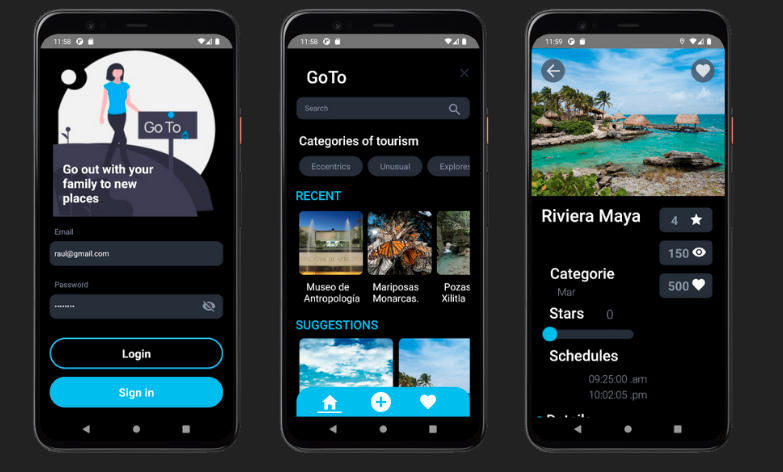 11:58
Go To
Go out with your
family to new
places
Email
raul@gmail.com
Password
Login
Sign in
11:58
GoTo
Search
Categories of tourism
Eccentrics
Unusual
Explores
RECENT
Museo de
Antropología
Mariposas
Monarcas.
Pozas
Xilitla
SUGGESTIONS
11:59
Riviera Maya
4
150
500
Categorie
Mar
Stars 0
Schedules
09:25:00 .am
10:02:05 .pm
Details